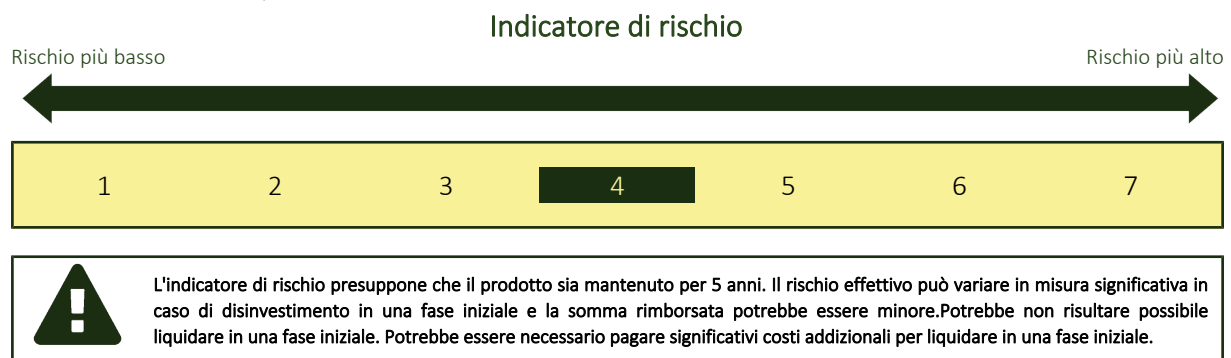 Indicatore di rischio
Rischio più basso Rischio più alto
1 2 3 4 5 6 7
L'indicatore di rischio presuppone che il prodotto sia mantenuto per 5 anni. Il rischio effettivo può variare in misura significativa in
caso di disinvestimento in una fase iniziale e la somma rimborsata potrebbe essere minore.Potrebbe non risultare possibile
liquidare in una fase iniziale. Potrebbe essere necessario pagare significativi costi addizionali per liquidare in una fase iniziale.